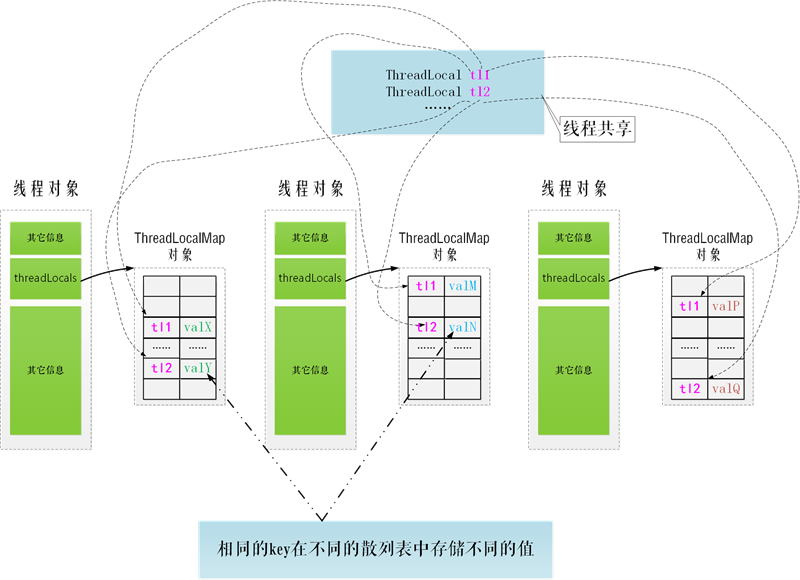 ThreadLocal tl1
ThreadLocal tl2
……
线程共享
线程对象
其它信息
threadLocals
其它信息
ThreadLocalMap
对象
tl1 valX
…… ……
tl2 valY
线程对象
其它信息
threadLocals
其它信息
ThreadLocalMap
对象
tl1 valM
tl2 valN
…… ……
线程对象
其它信息
threadLocals
其它信息
ThreadLocalMap
对象
tl1 valP
…… ……
tl2 valQ
相同的key在不同的散列表中存储不同的值